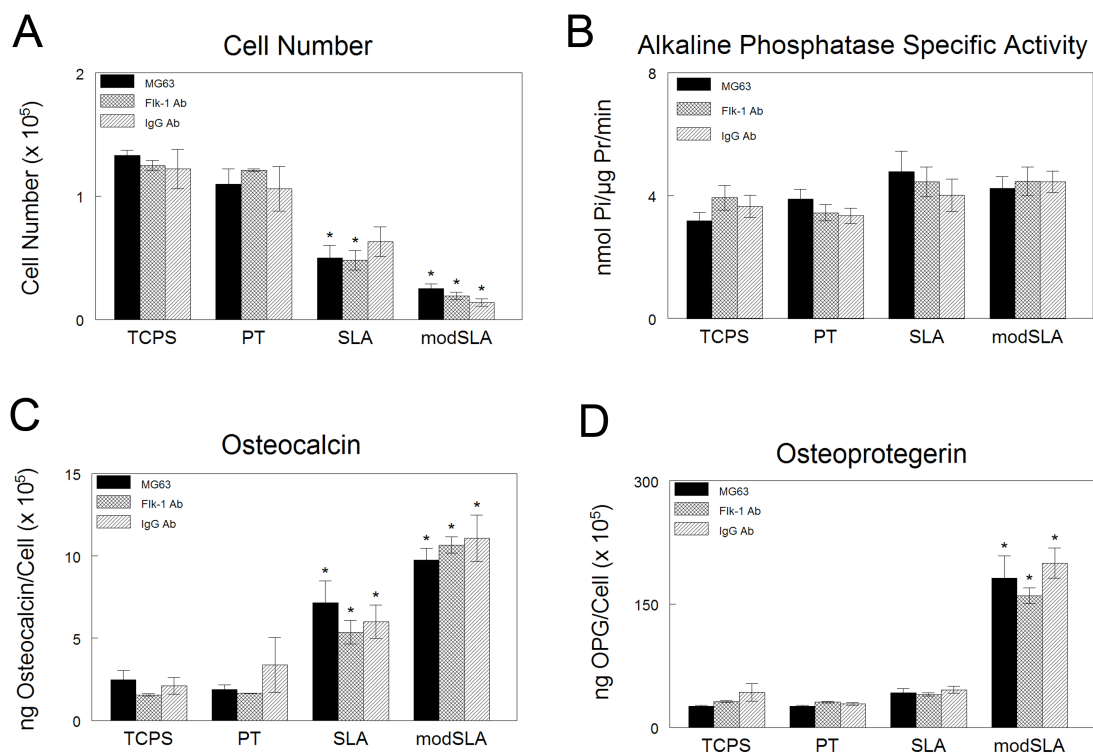 A
Cell Number
Cell Number (x 10⁵)
2
1
0
MG63
Flk-1 Ab
IgG Ab
* * * * *
TCPS PT SLA modSLA
B
Alkaline Phosphatase Specific Activity
nmol Pi/µg Pr/min
8
4
0
MG63
Flk-1 Ab
IgG Ab
TCPS PT SLA modSLA
C
Osteocalcin
ng Osteocalcin/Cell (x 10⁵)
15
10
5
0
MG63
Flk-1 Ab
IgG Ab
* * * * * *
TCPS PT SLA modSLA
D
Osteoprotegerin
ng OPG/Cell (x 10⁵)
300
150
0
MG63
Flk-1 Ab
IgG Ab
* * *
TCPS PT SLA modSLA